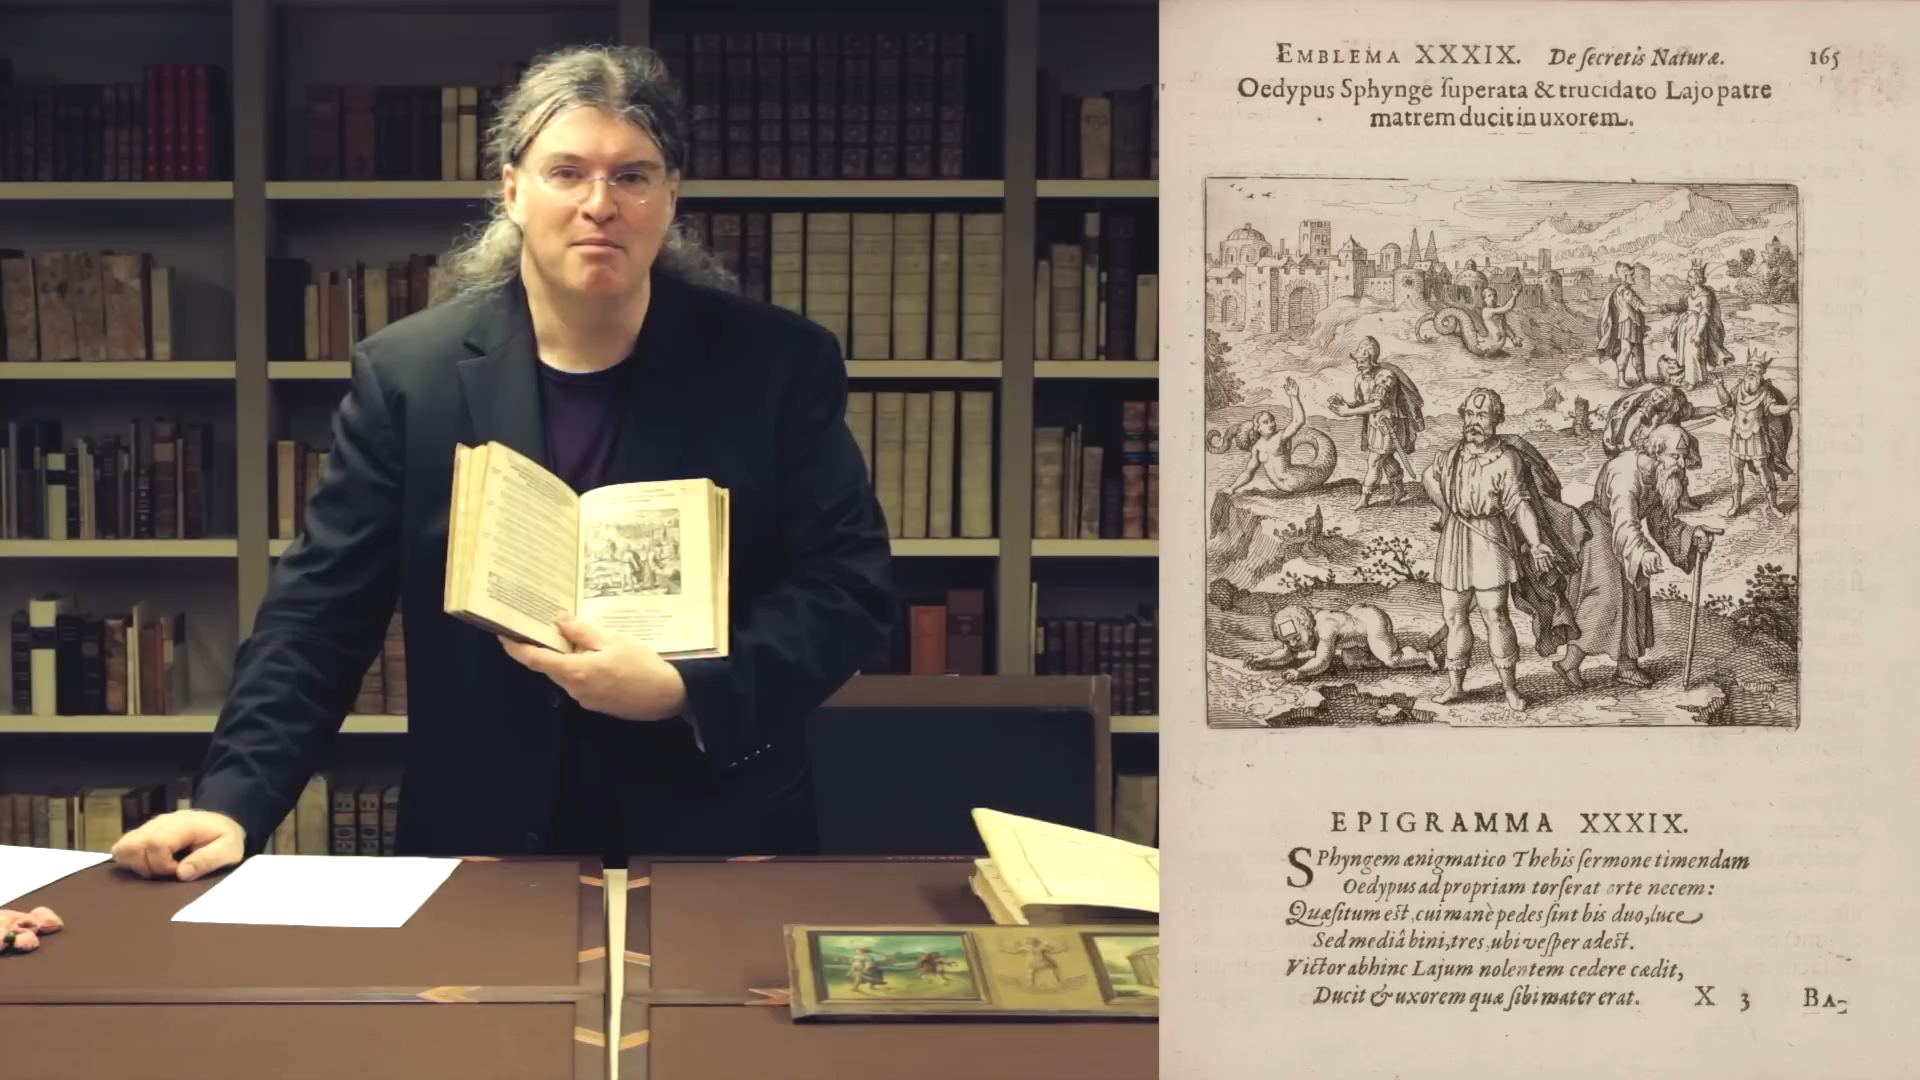 EMBLEMA XXXIX. De ſecretis Naturæ. 165
Oedypus Sphynge ſuperata & trucidato Lajo patre
matrem ducit in uxorem.
EPIGRAMMA XXXIX.
SPhyngem ænigmatico Thebis ſermone timendam
Oedypus ad propriam torſerat arte necem:
Quæſitum eſt, cui manè pedes ſint bis duo, luce
Sed mediâ bini, tres, ubi veſper adeſt.
Victor abhinc Lajum nolentem cedere cædit,
Ducit & uxorem quæ ſibi mater erat. X 3 BA-